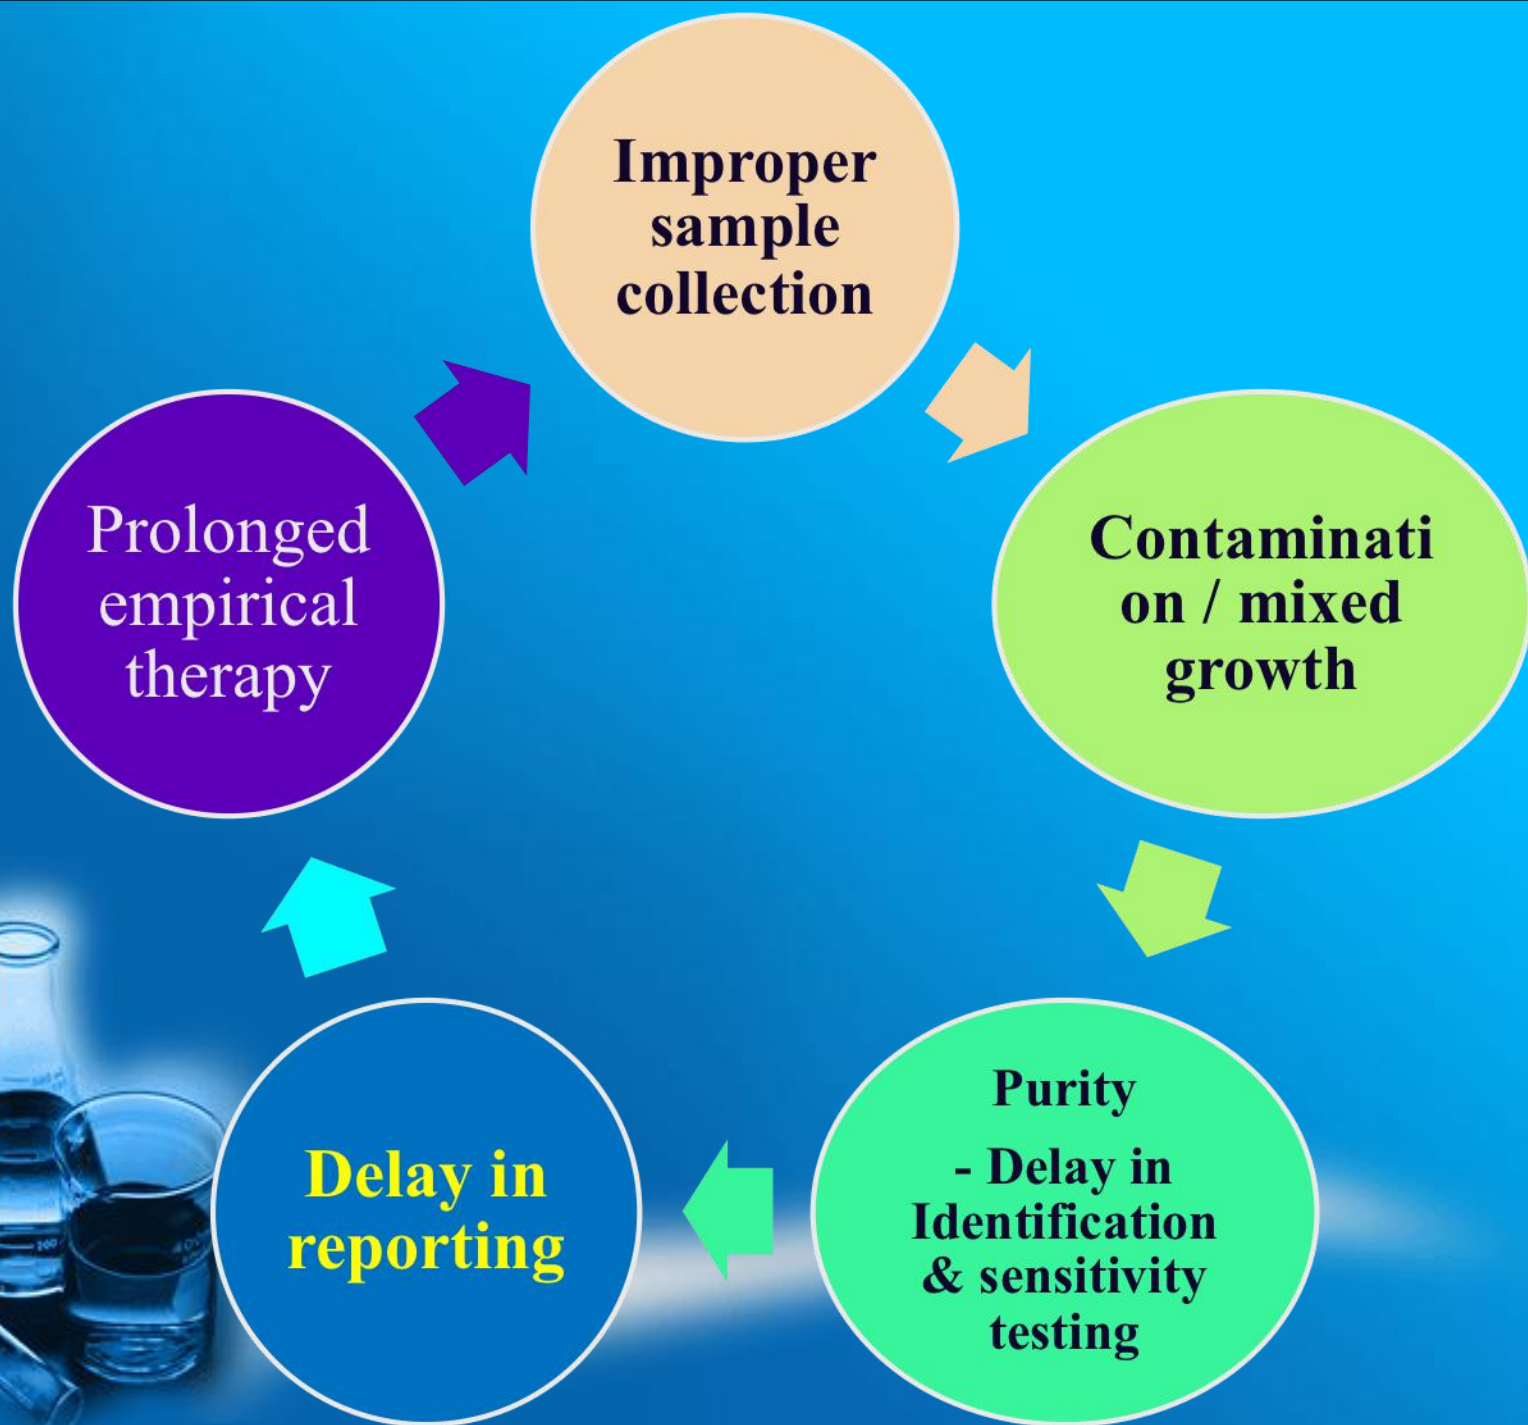 Improper
sample
collection
Contaminati
on / mixed
growth
Purity
- Delay in
Identification
& sensitivity
testing
Delay in
reporting
Prolonged
empirical
therapy